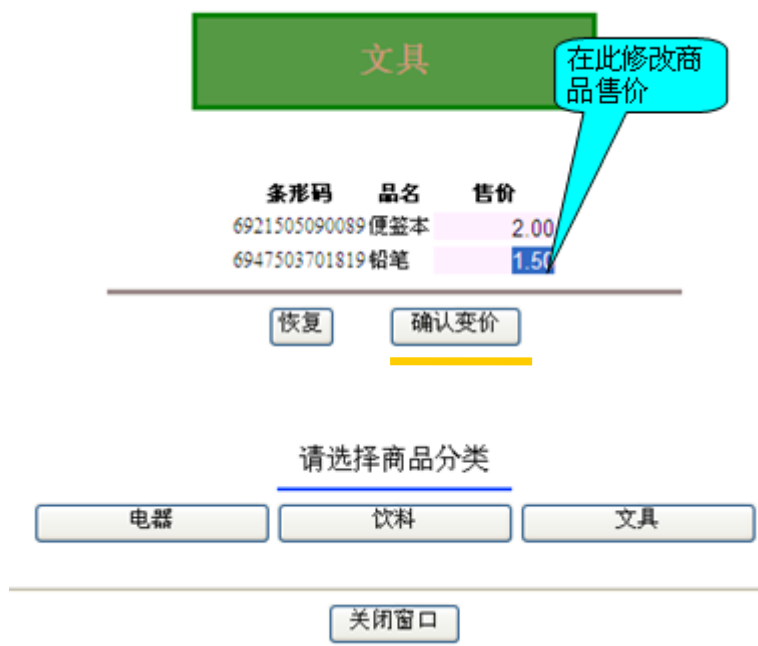 文具
在此修改商
品售价
条形码 品名 售价
6921505090089 便签本 2.00
6947503701819 铅笔 1.50
恢复 确认变价
请选择商品分类
电器 饮料 文具
关闭窗口